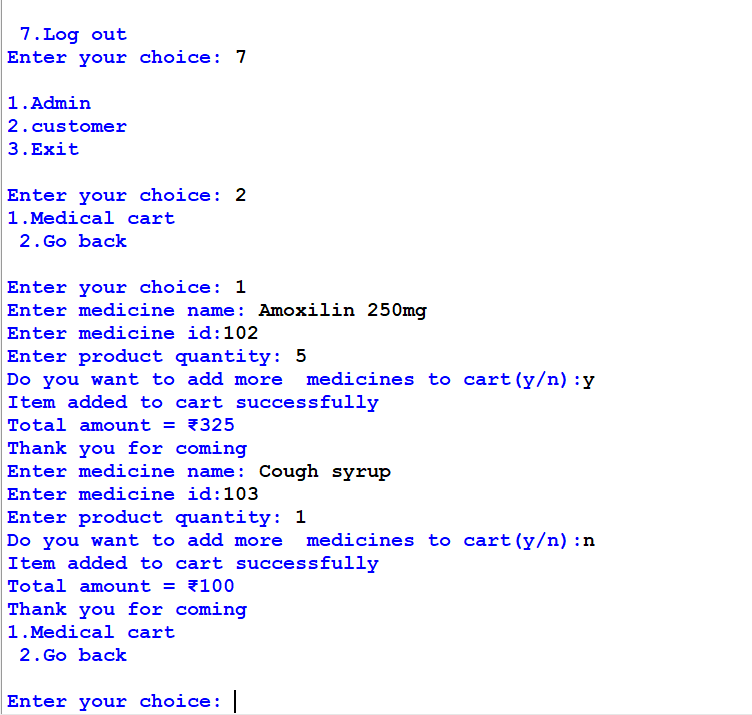 7.Log out
Enter your choice: 7
1.Admin
2.customer
3.Exit
Enter your choice: 2
1.Medical cart
2.Go back
Enter your choice: 1
Enter medicine name: Amoxilin 250mg
Enter medicine id:102
Enter product quantity: 5
Do you want to add more  medicines to cart(y/n):y
Item added to cart successfully
Total amount = ₹325
Thank you for coming
Enter medicine name: Cough syrup
Enter medicine id:103
Enter product quantity: 1
Do you want to add more  medicines to cart(y/n):n
Item added to cart successfully
Total amount = ₹100
Thank you for coming
1.Medical cart
2.Go back
Enter your choice: